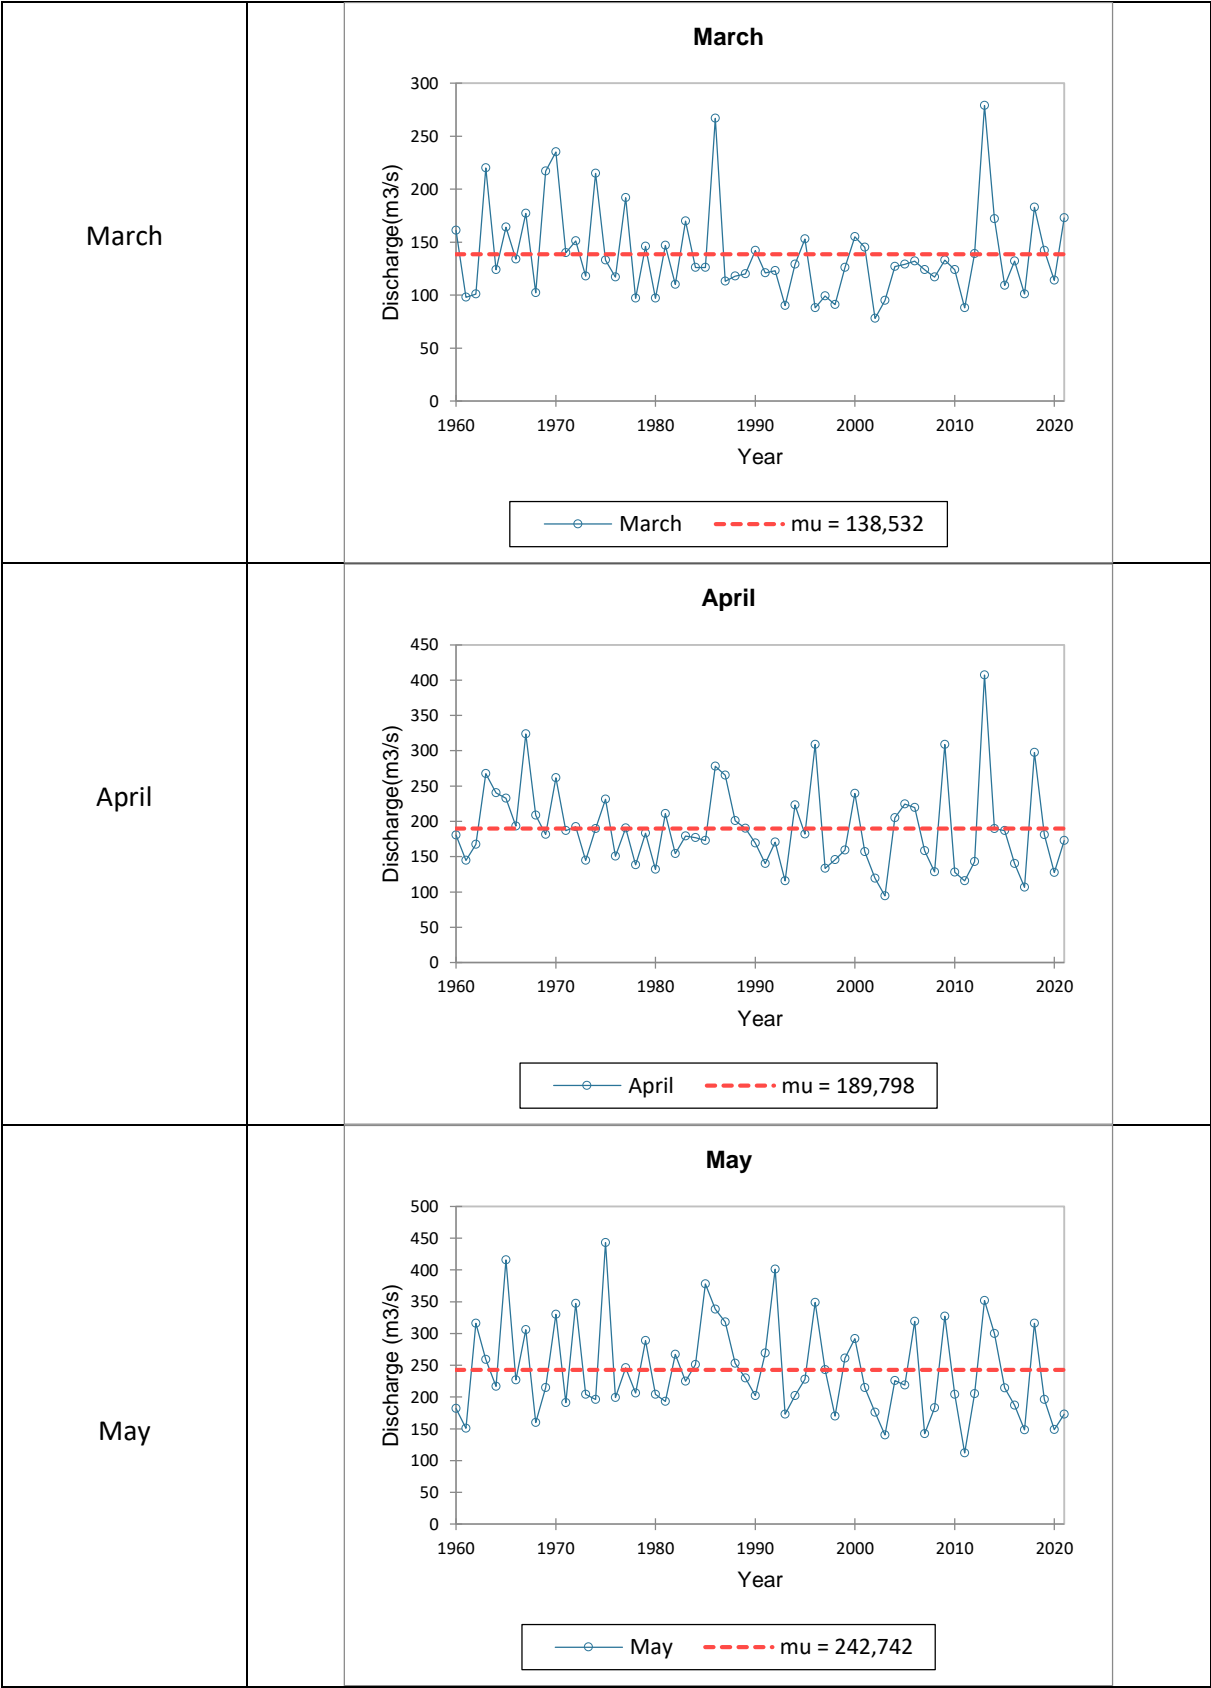 March
March
300
250
200
150
100
50
0
Discharge(m3/s)
1960 1970 1980 1990 2000 2010 2020
Year
March mu = 138,532
April
April
450
400
350
300
250
200
150
100
50
0
Discharge(m3/s)
1960 1970 1980 1990 2000 2010 2020
Year
April mu = 189,798
May
May
500
450
400
350
300
250
200
150
100
50
0
Discharge (m3/s)
1960 1970 1980 1990 2000 2010 2020
Year
May mu = 242,742